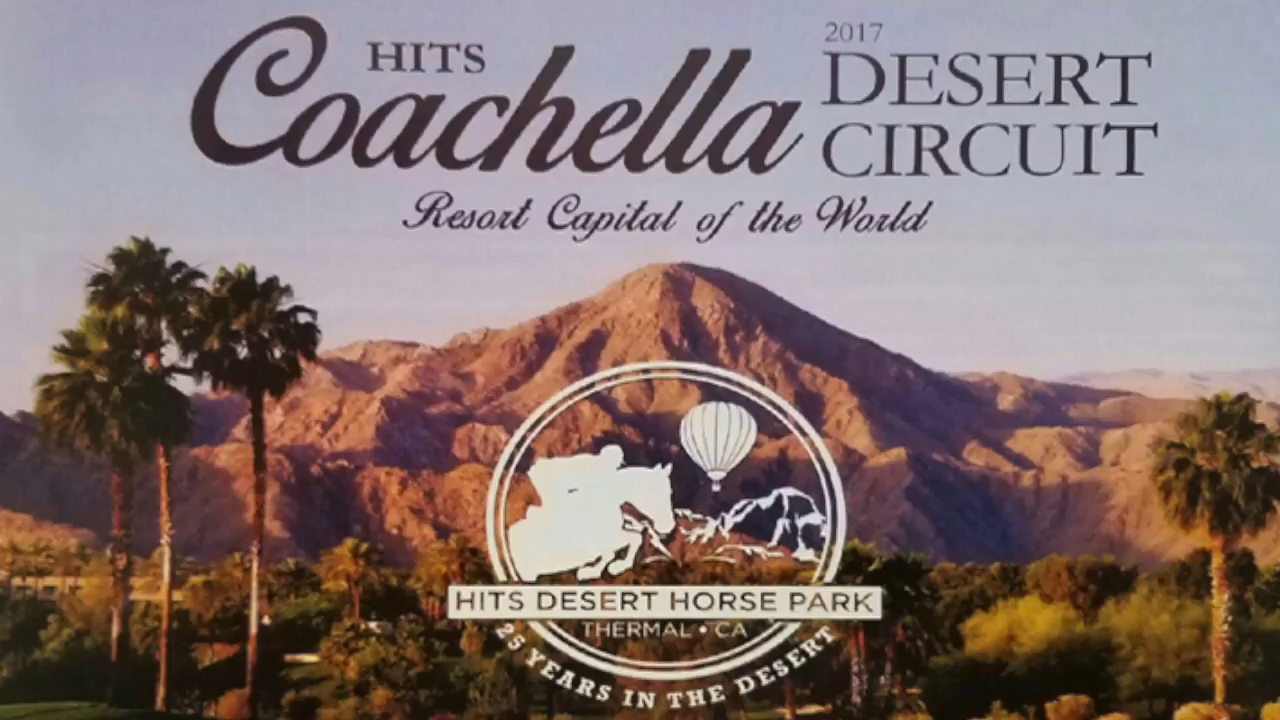 HITS
Coachella
2017
DESERT
CIRCUIT
Resort Capital of the World
HITS DESERT HORSE PARK
THERMAL • CA
25 YEARS IN THE DESERT